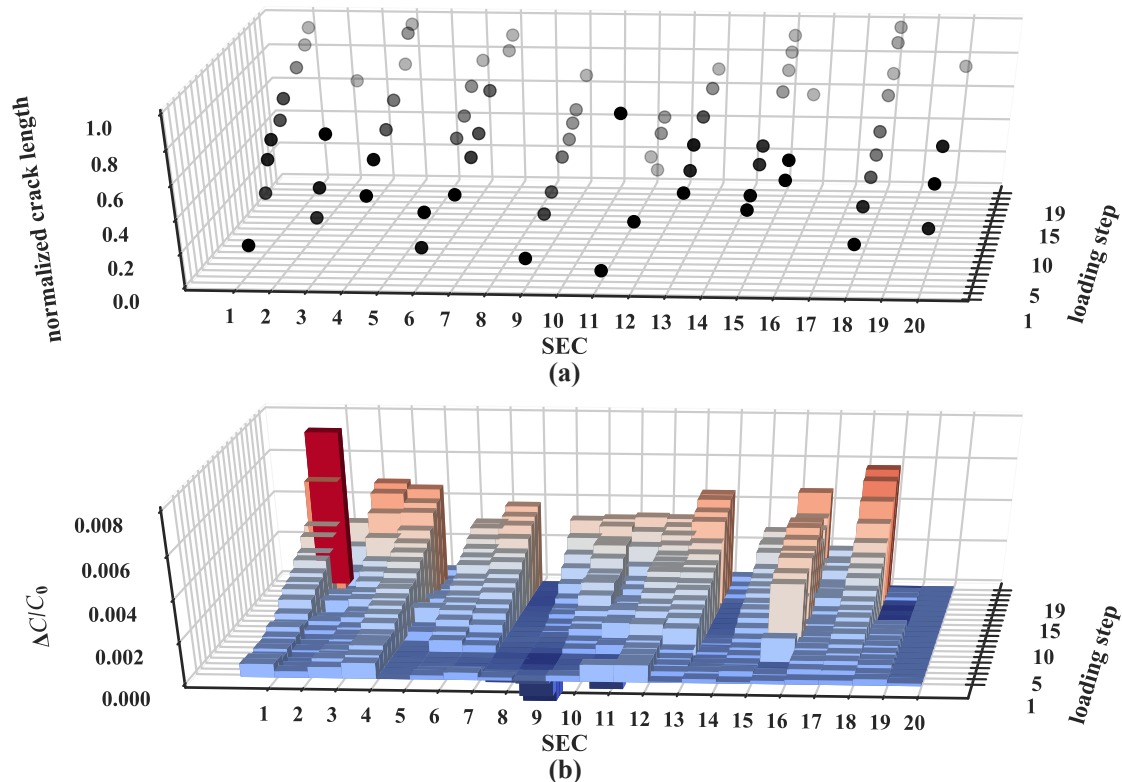 normalized crack length
1.0
0.8
0.6
0.4
0.2
0.0
1 2 3 4 5 6 7 8 9 10 11 12 13 14 15 16 17 18 19 20
SEC
19
15
10
5
1
loading step
(a)
ΔC/C₀
0.008
0.006
0.004
0.002
0.000
1 2 3 4 5 6 7 8 9 10 11 12 13 14 15 16 17 18 19 20
SEC
19
15
10
5
1
loading step
(b)